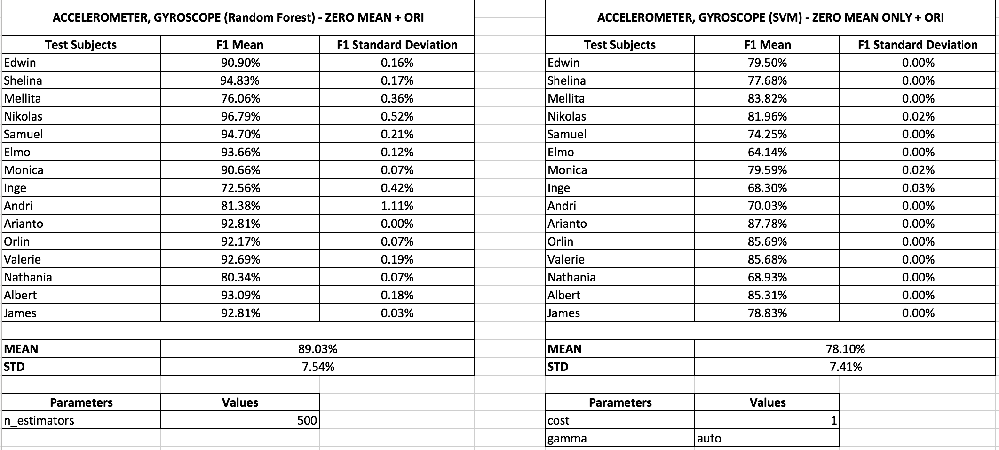 ACCELEROMETER, GYROSCOPE (Random Forest) - ZERO MEAN + ORI
Test Subjects F1 Mean F1 Standard Deviation
Edwin 90.90% 0.16%
Shelina 94.83% 0.17%
Mellita 76.06% 0.36%
Nikolas 96.79% 0.52%
Samuel 94.70% 0.21%
Elmo 93.66% 0.12%
Monica 90.66% 0.07%
Inge 72.56% 0.42%
Andri 81.38% 1.11%
Arianto 92.81% 0.00%
Orlin 92.17% 0.07%
Valerie 92.69% 0.19%
Nathania 80.34% 0.07%
Albert 93.09% 0.18%
James 92.81% 0.03%
MEAN 89.03%
STD 7.54%
Parameters Values
n_estimators 500
ACCELEROMETER, GYROSCOPE (SVM) - ZERO MEAN ONLY + ORI
Test Subjects F1 Mean F1 Standard Deviation
Edwin 79.50% 0.00%
Shelina 77.68% 0.00%
Mellita 83.82% 0.00%
Nikolas 81.96% 0.02%
Samuel 74.25% 0.00%
Elmo 64.14% 0.00%
Monica 79.59% 0.02%
Inge 68.30% 0.03%
Andri 70.03% 0.00%
Arianto 87.78% 0.00%
Orlin 85.69% 0.00%
Valerie 85.68% 0.00%
Nathania 68.93% 0.00%
Albert 85.31% 0.00%
James 78.83% 0.00%
MEAN 78.10%
STD 7.41%
Parameters Values
cost 1
gamma auto